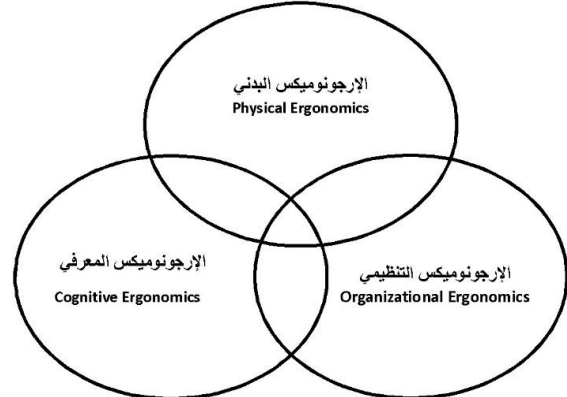 الإرجونوميكس البدني
Physical Ergonomics
الإرجونوميكس المعرفي
Cognitive Ergonomics
الإرجونوميكس التنظيمي
Organizational Ergonomics